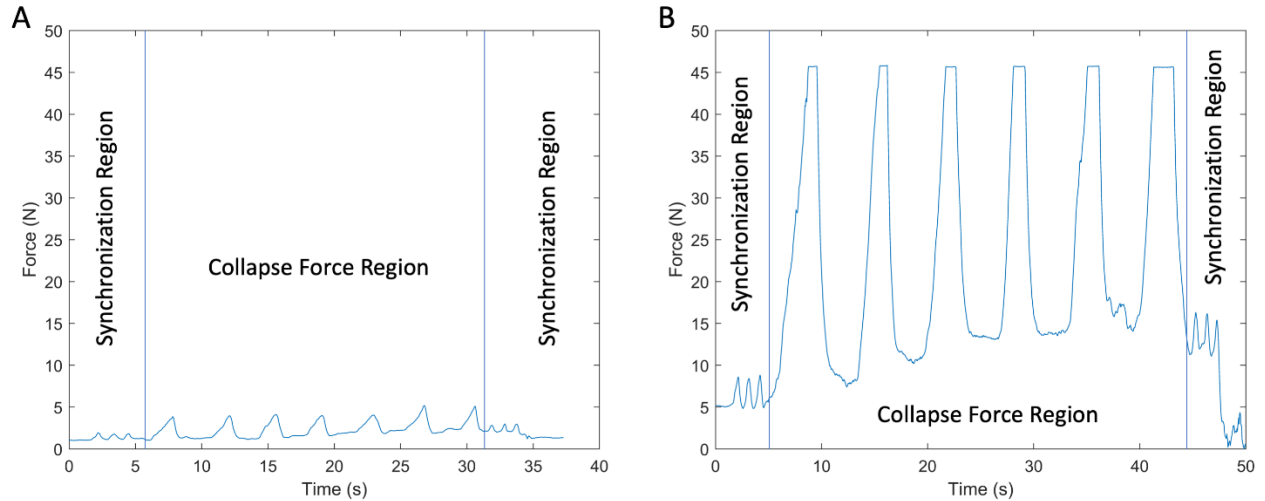 A
50
45
40
35
30
25
20
15
10
5
0
Force (N)
Synchronization Region
Collapse Force Region
Synchronization Region
0 5 10 15 20 25 30 35 40
Time (s)
B
50
45
40
35
30
25
20
15
10
5
0
Force (N)
Synchronization Region
Synchronization Region
Collapse Force Region
0 10 20 30 40 50
Time (s)